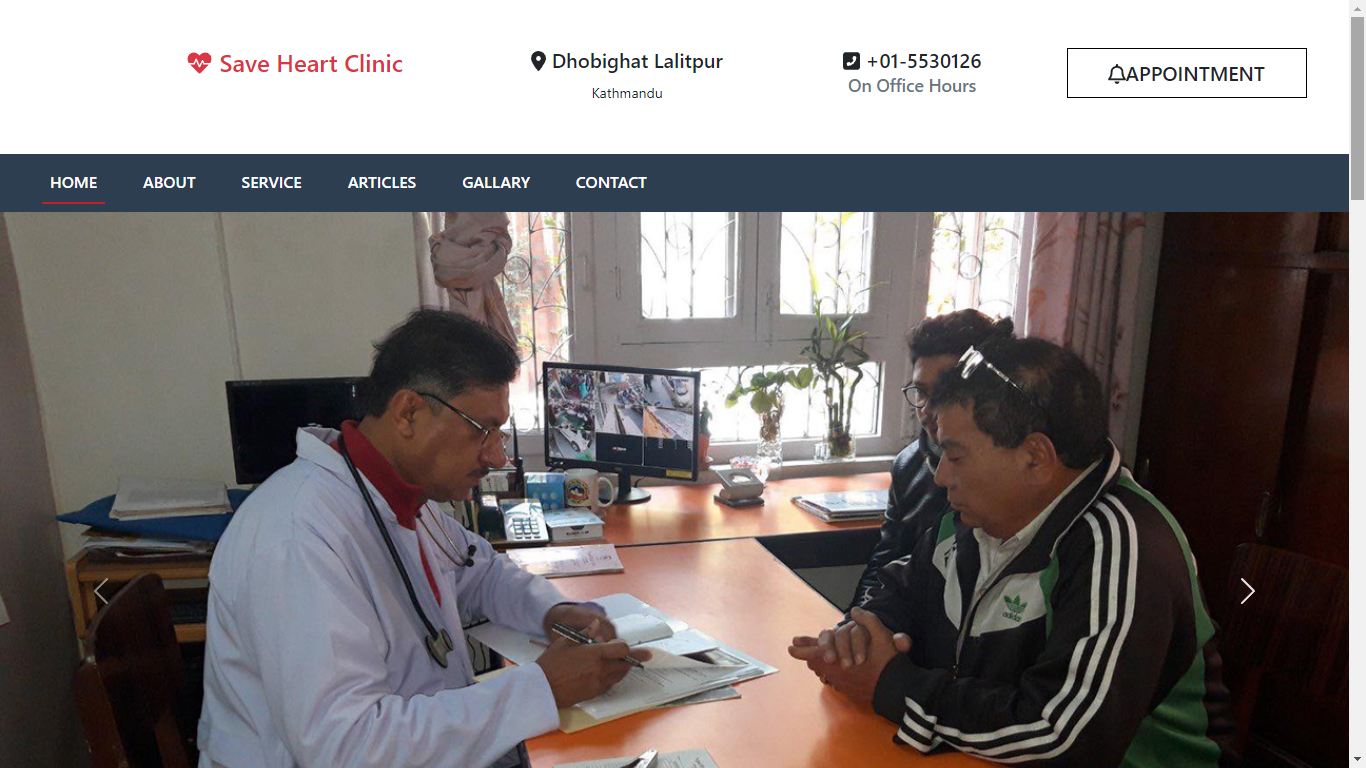 Save Heart Clinic
Dhobighat Lalitpur
Kathmandu
+01-5530126
On Office Hours
APPOINTMENT
HOME
ABOUT
SERVICE
ARTICLES
GALLARY
CONTACT
adidas